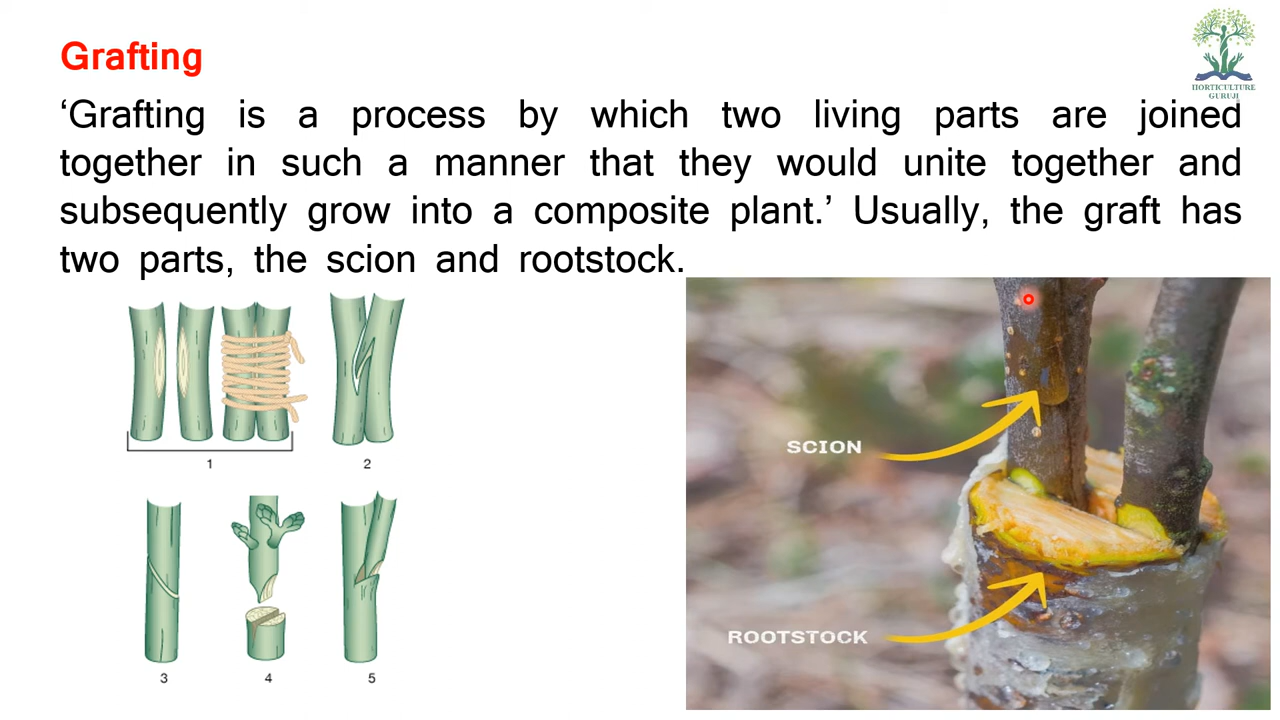 Grafting
HORTICULTURE
GURUJI
‘Grafting is a process by which two living parts are joined
together in such a manner that they would unite together and
subsequently grow into a composite plant.’ Usually, the graft has
two parts, the scion and rootstock.
1
2
3
4
5
SCION
ROOTSTOCK